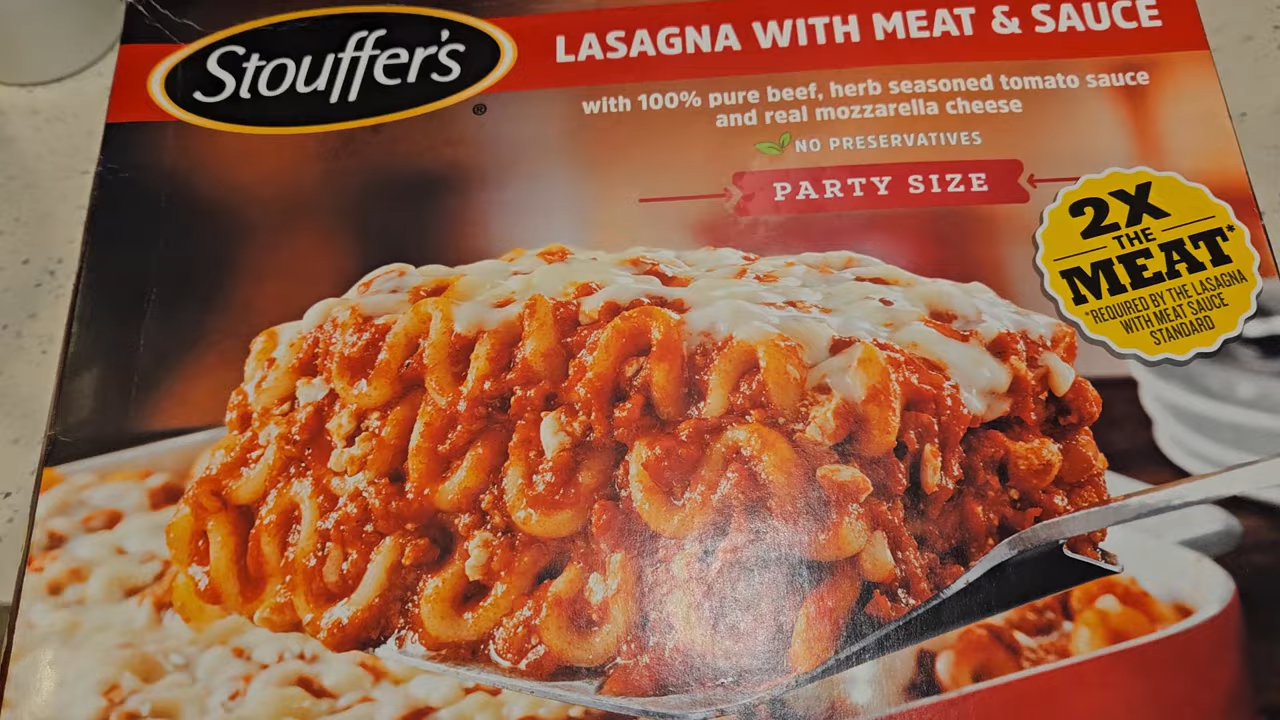 Stouffer's
®
LASAGNA WITH MEAT & SAUCE
with 100% pure beef, herb seasoned tomato sauce
and real mozzarella cheese
NO PRESERVATIVES
PARTY SIZE
2X
THE
MEAT*
*REQUIRED BY THE LASAGNA
WITH MEAT SAUCE
STANDARD